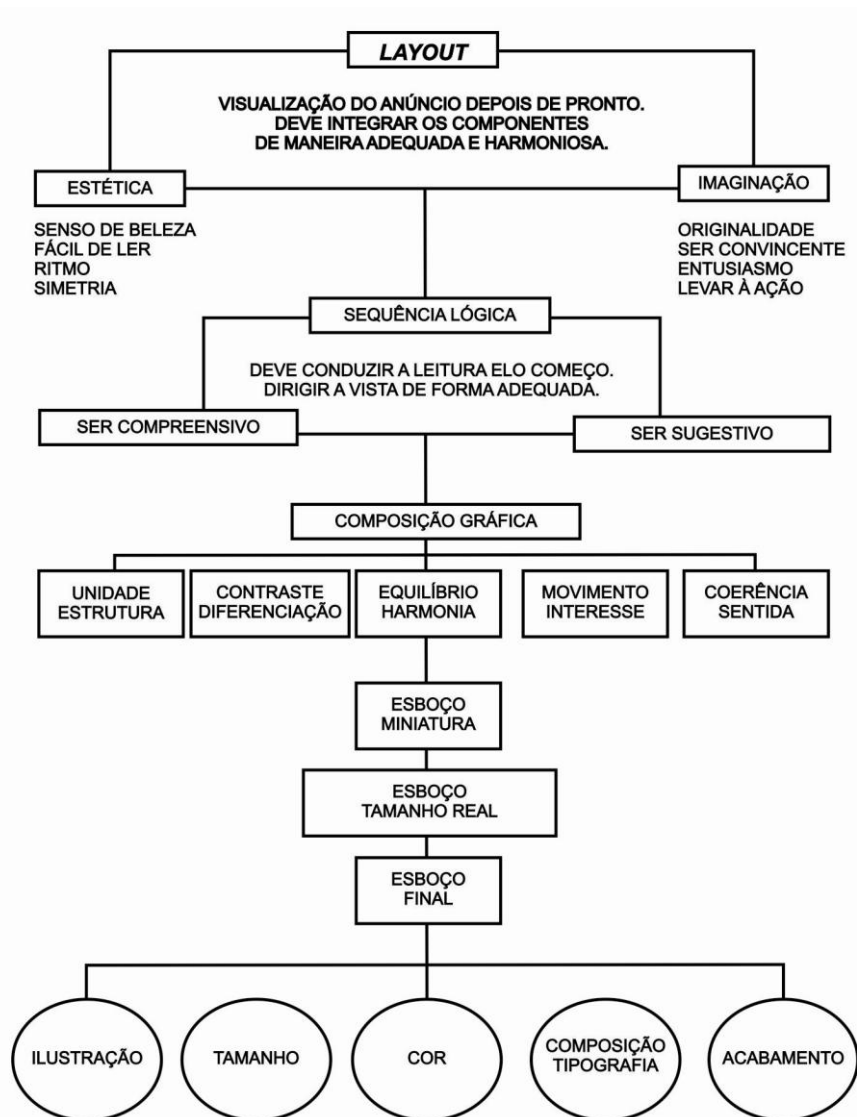 LAYOUT
VISUALIZAÇÃO DO ANÚNCIO DEPOIS DE PRONTO.
DEVE INTEGRAR OS COMPONENTES
DE MANEIRA ADEQUADA E HARMONIOSA.
ESTÉTICA
SENSO DE BELEZA
FÁCIL DE LER
RITMO
SIMETRIA
IMAGINAÇÃO
ORIGINALIDADE
SER CONVINCENTE
ENTUSIASMO
LEVAR À AÇÃO
SEQUÊNCIA LÓGICA
DEVE CONDUZIR A LEITURA ELO COMEÇO.
DIRIGIR A VISTA DE FORMA ADEQUADA.
SER COMPREENSIVO
SER SUGESTIVO
COMPOSIÇÃO GRÁFICA
UNIDADE
ESTRUTURA
CONTRASTE
DIFERENCIAÇÃO
EQUILÍBRIO
HARMONIA
MOVIMENTO
INTERESSE
COERÊNCIA
SENTIDA
ESBOÇO
MINIATURA
ESBOÇO
TAMANHO REAL
ESBOÇO
FINAL
ILUSTRAÇÃO
TAMANHO
COR
COMPOSIÇÃO
TIPOGRAFIA
ACABAMENTO